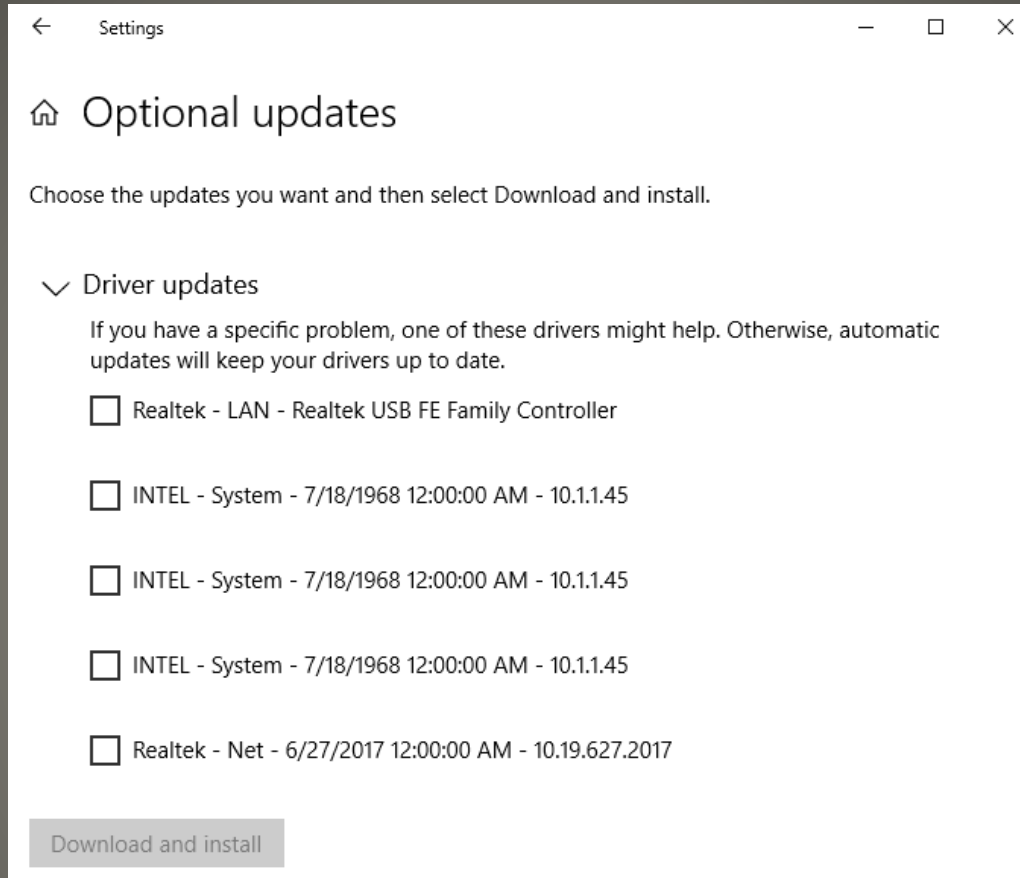 Settings
Optional updates
Choose the updates you want and then select Download and install.
Driver updates
If you have a specific problem, one of these drivers might help. Otherwise, automatic
updates will keep your drivers up to date.
Realtek - LAN - Realtek USB FE Family Controller
INTEL - System - 7/18/1968 12:00:00 AM - 10.1.1.45
INTEL - System - 7/18/1968 12:00:00 AM - 10.1.1.45
INTEL - System - 7/18/1968 12:00:00 AM - 10.1.1.45
Realtek - Net - 6/27/2017 12:00:00 AM - 10.19.627.2017
Download and install